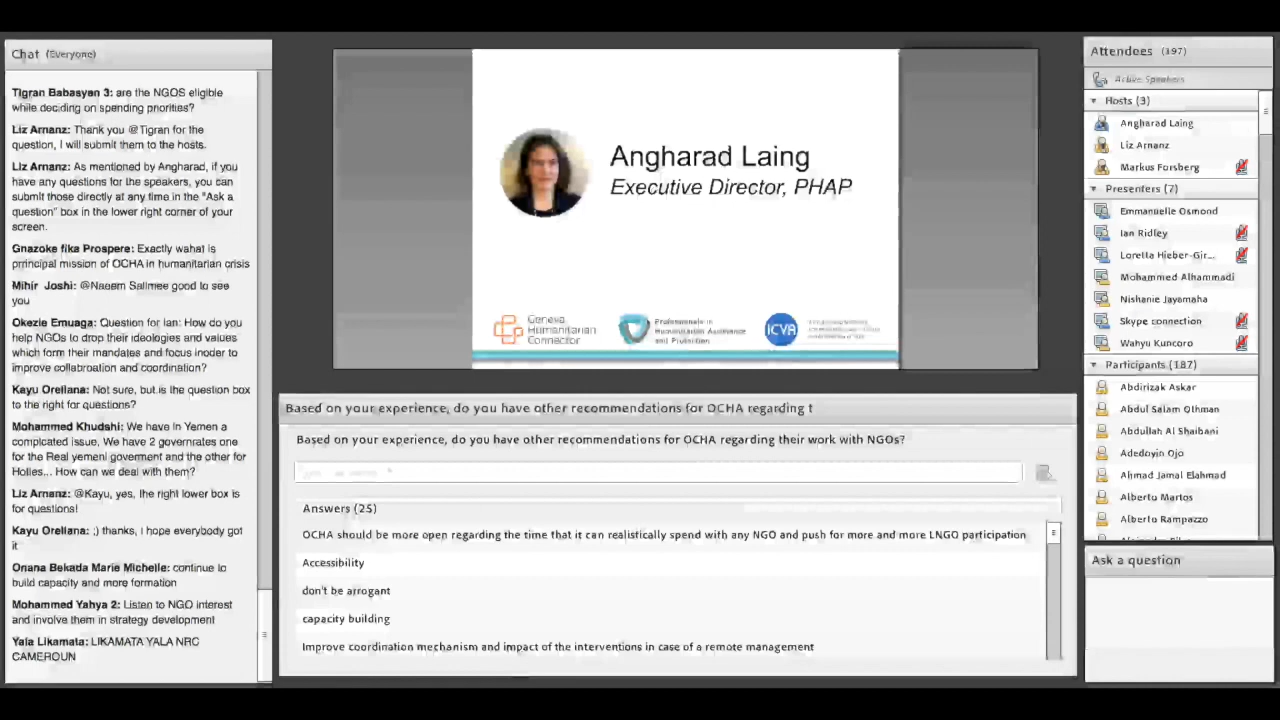 Chat (Everyone)
Tigran Babasyan 3: are the NGOS eligible
while deciding on spending priorities?
Liz Arnanz: Thank you @Tigran for the
question, I will submit them to the hosts.
Liz Arnanz: As mentioned by Angharad, if you
have any questions for the speakers, you can
submit those directly at any time in the "Ask a
question" box in the lower right corner of your
screen.
Gnazoke fika Prospere: Exactly wahat is
principal mission of OCHA in humanitarian crisis
Mihir Joshi: @Naeem Salimee good to see
you
Okezie Emuaga: Question for Ian: How do you
help NGOs to drop their ideologies and values
which form their mandates and focus inoder to
improve collabroation and coordination?
Kayu Orellana: Not sure, but is the question box
to the right for questions?
Mohammed Khudshi: We have in Yemen a
complcated issue, We have 2 governrates one
for the Real yemeni goverment and the other for
Holies... How can we deal with them?
Liz Arnanz: @Kayu, yes, the right lower box is
for questions!
Kayu Orellana: ;) thanks, i hope everybody got
it
Onana Bekada Marie Michelle: continue to
build capacity and more formation
Mohammed Yahya 2: Listen to NGO interest
and involve them in strategy development
Yala Likamata: LIKAMATA YALA NRC
CAMEROUN
Angharad Laing
Executive Director, PHAP
Geneva
Humanitarian
Connector
Professionals in
Humanitarian Assistance
and Protection
ICVA
Based on your experience, do you have other recommendations for OCHA regarding t
Based on your experience, do you have other recommendations for OCHA regarding their work with NGOs?
Answers (25)
OCHA should be more open regarding the time that it can realistically spend with any NGO and push for more and more LNGO participation
Accessibility
don't be arrogant
capacity building
Improve coordination mechanism and impact of the interventions in case of a remote management
Attendees (197)
Active Speakers
Hosts (3)
Angharad Laing
Liz Arnanz
Markus Forsberg
Presenters (7)
Emmanuelle Osmond
Ian Ridley
Loretta Hieber-Gir...
Mohammed Alhammadi
Nishanie Jayamaha
Skype connection
Wahyu Kuncoro
Participants (187)
Abdirizak Askar
Abdul Salam Othman
Abdullah Al Shaibani
Adedoyin Ojo
Ahmad Jamal Elahmad
Alberto Martos
Alberto Rampazzo
Ask a question